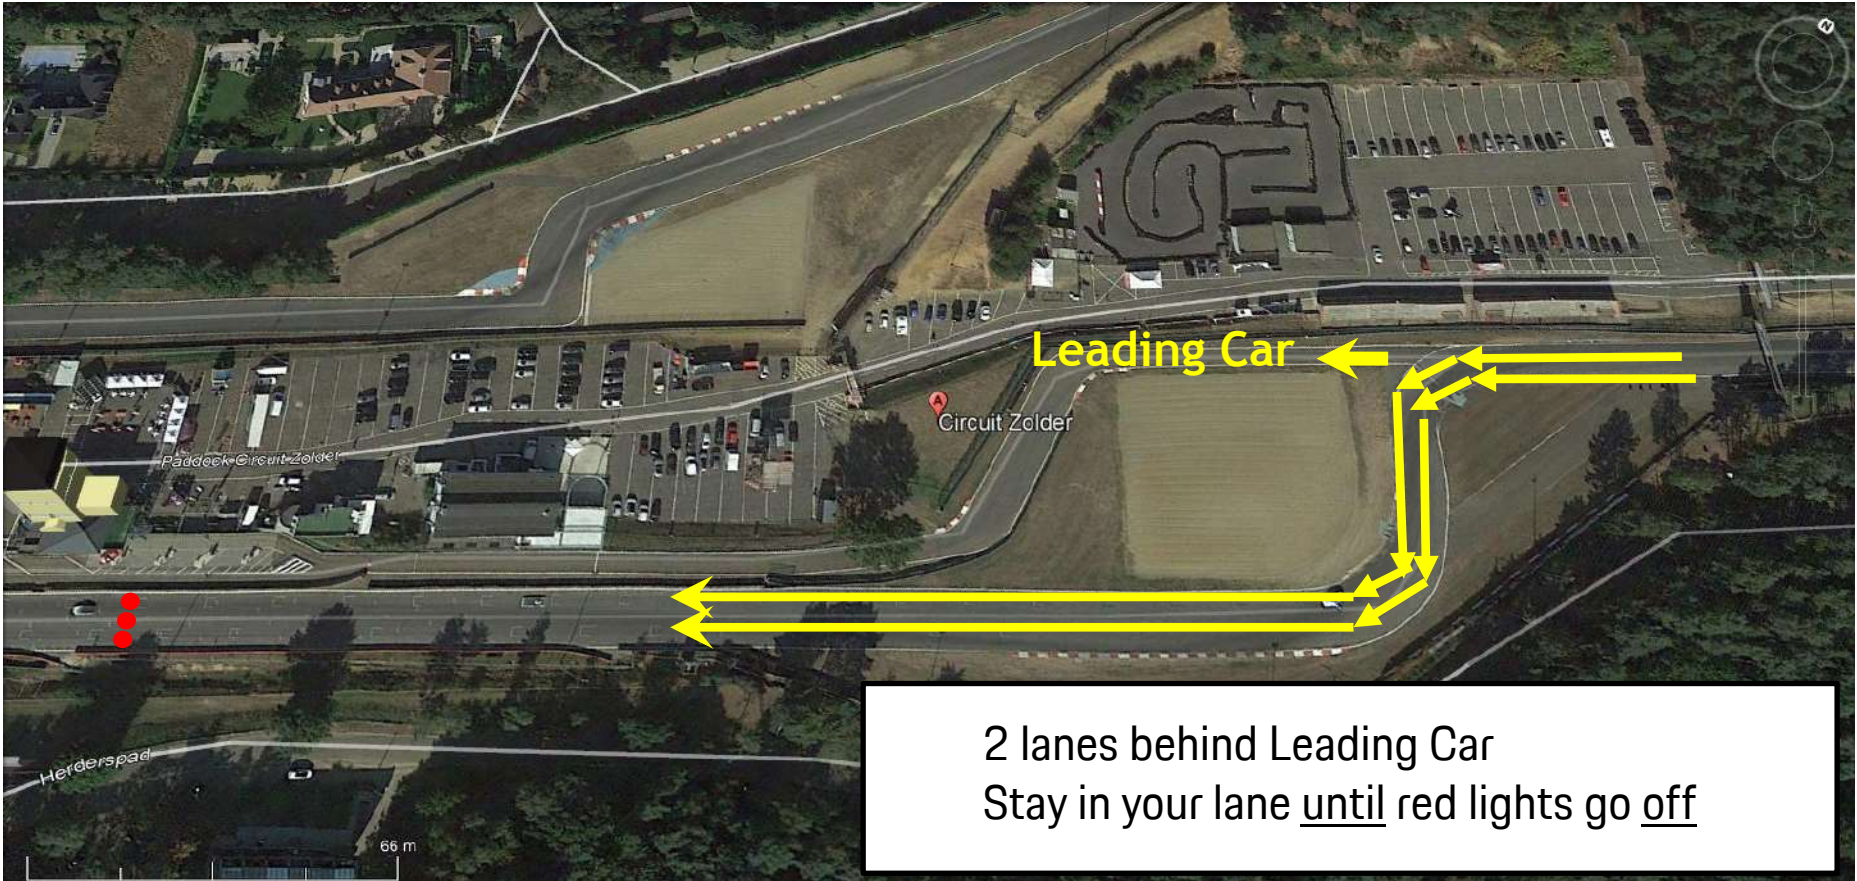 N
Leading Car
A
Circuit Zolder
Paddock Circuit Zolder
2 lanes behind Leading Car
Stay in your lane until red lights go off
Herderspad
66 m